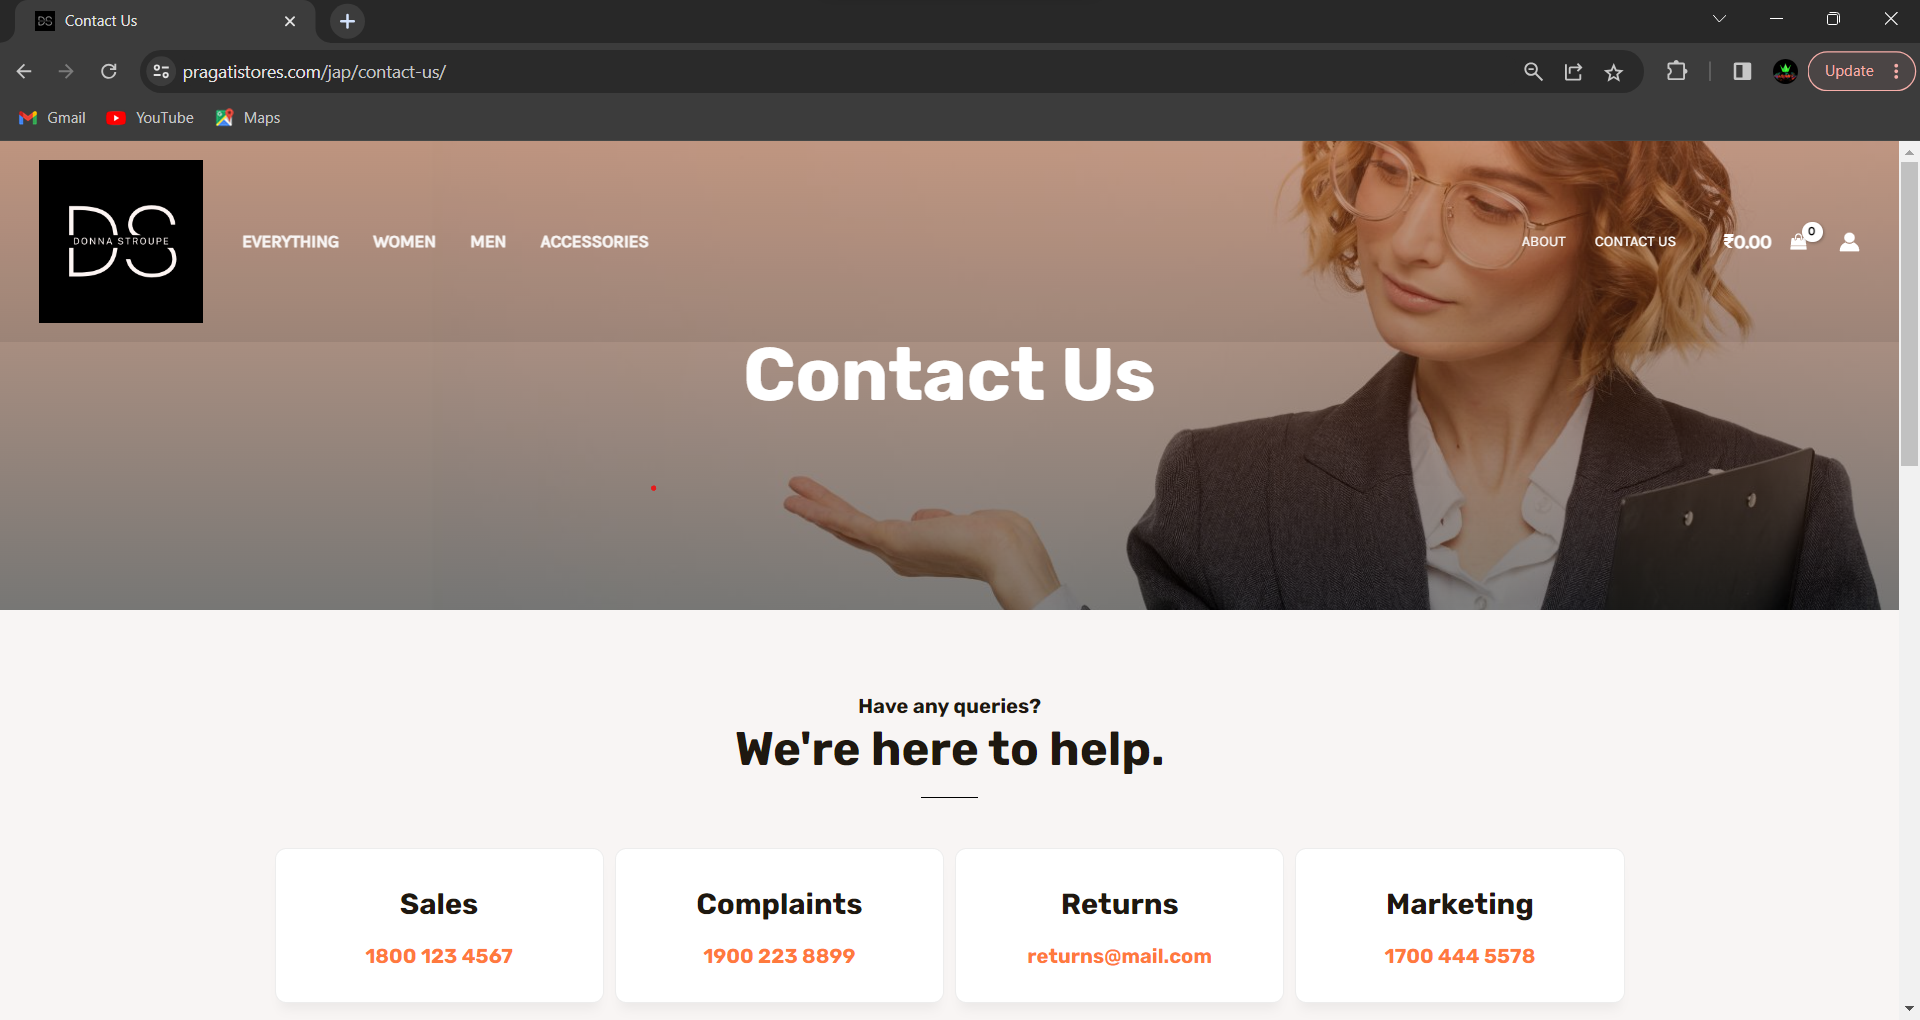 Contact Us
pragatistores.com/jap/contact-us/
Update
Gmail YouTube Maps
DS
DONNA STROUPE
EVERYTHING WOMEN MEN ACCESSORIES
ABOUT CONTACT US ₹0.00 0
Contact Us
Have any queries?
We're here to help.
Sales
1800 123 4567
Complaints
1900 223 8899
Returns
returns@mail.com
Marketing
1700 444 5578